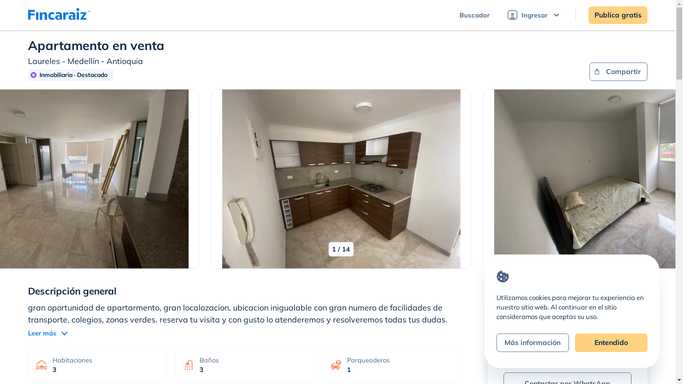 Fincaraíz
Buscador
Ingresar
Publica gratis
Apartamento en venta
Laureles - Medellín - Antioquia
Inmobiliaria · Destacado
Compartir
1 / 14
Descripción general
gran oportunidad de apartarmento, gran localozacion, ubicacion inigualable con gran numero de facilidades de
transporte, colegios, zonas verdes. reserva tu visita y con gusto lo atenderemos y resolveremos todas tus dudas.
Leer más
Habitaciones
3
Baños
3
Parqueaderos
1
Utilizamos cookies para mejorar tu experiencia en
nuestro sitio web. Al continuar en el sitio
consideramos que aceptas su uso.
Más información
Entendido
Contactar por WhatsApp